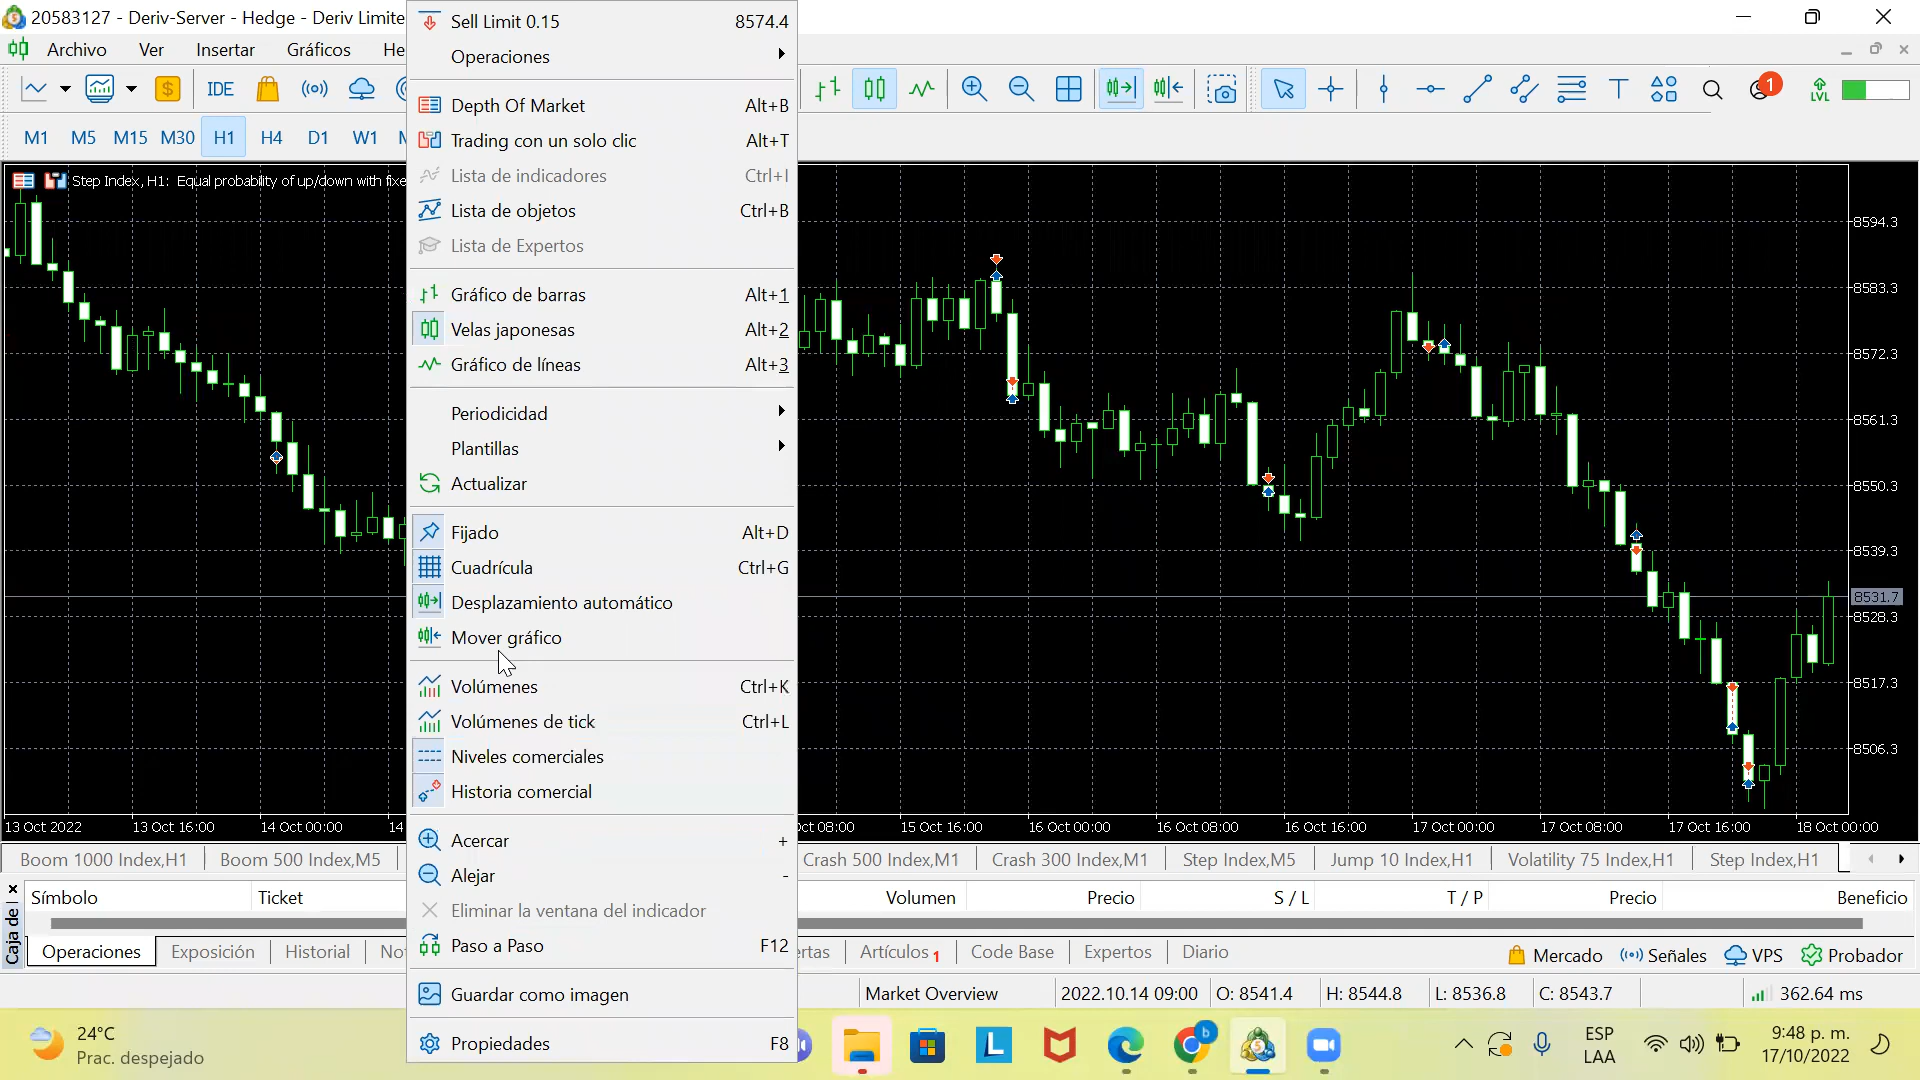 20583127 - Deriv-Server - Hedge - Deriv Limite
Archivo Ver Insertar Gráficos He
IDE
LVL
1
M1 M5 M15 M30 H1 H4 D1 W1
Step Index, H1: Equal probability of up/down with fixe
Sell Limit 0.15 8574.4
Operaciones
Depth Of Market Alt+B
Trading con un solo clic Alt+T
Lista de indicadores Ctrl+I
Lista de objetos Ctrl+B
Lista de Expertos
Gráfico de barras Alt+1
Velas japonesas Alt+2
Gráfico de líneas Alt+3
Periodicidad
Plantillas
Actualizar
Fijado Alt+D
Cuadrícula Ctrl+G
Desplazamiento automático
Mover gráfico
Volúmenes Ctrl+K
Volúmenes de tick Ctrl+L
Niveles comerciales
Historia comercial
Acercar +
Alejar -
Eliminar la ventana del indicador
Paso a Paso F12
Guardar como imagen
Propiedades F8
8594.3
8583.3
8572.3
8561.3
8550.3
8539.3
8531.7
8528.3
8517.3
8506.3
13 Oct 2022 13 Oct 16:00 14 Oct 00:00 14 Oct 08:00 15 Oct 16:00 16 Oct 00:00 16 Oct 08:00 16 Oct 16:00 17 Oct 00:00 17 Oct 08:00 17 Oct 16:00 18 Oct 00:00
Boom 1000 Index,H1 Boom 500 Index,M5 Crash 500 Index,M1 Crash 300 Index,M1 Step Index,M5 Jump 10 Index,H1 Volatility 75 Index,H1 Step Index,H1
Caja de
Símbolo Ticket Volumen Precio S / L T / P Precio Beneficio
Operaciones Exposición Historial Not ertas Artículos 1 Code Base Expertos Diario Mercado Señales VPS Probador
Market Overview 2022.10.14 09:00 O: 8541.4 H: 8544.8 L: 8536.8 C: 8543.7 362.64 ms
24°C
Prac. despejado
L
b
ESP
LAA
9:48 p. m.
17/10/2022